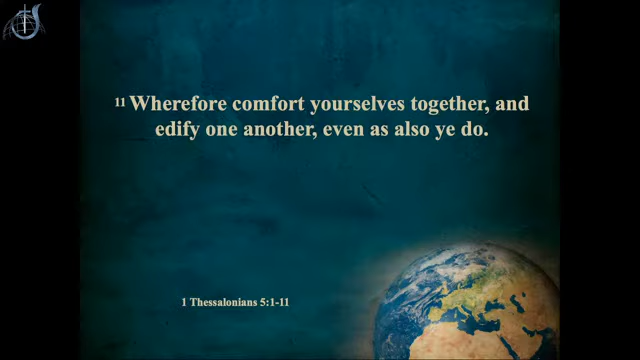 11 Wherefore comfort yourselves together, and
edify one another, even as also ye do.
1 Thessalonians 5:1-11